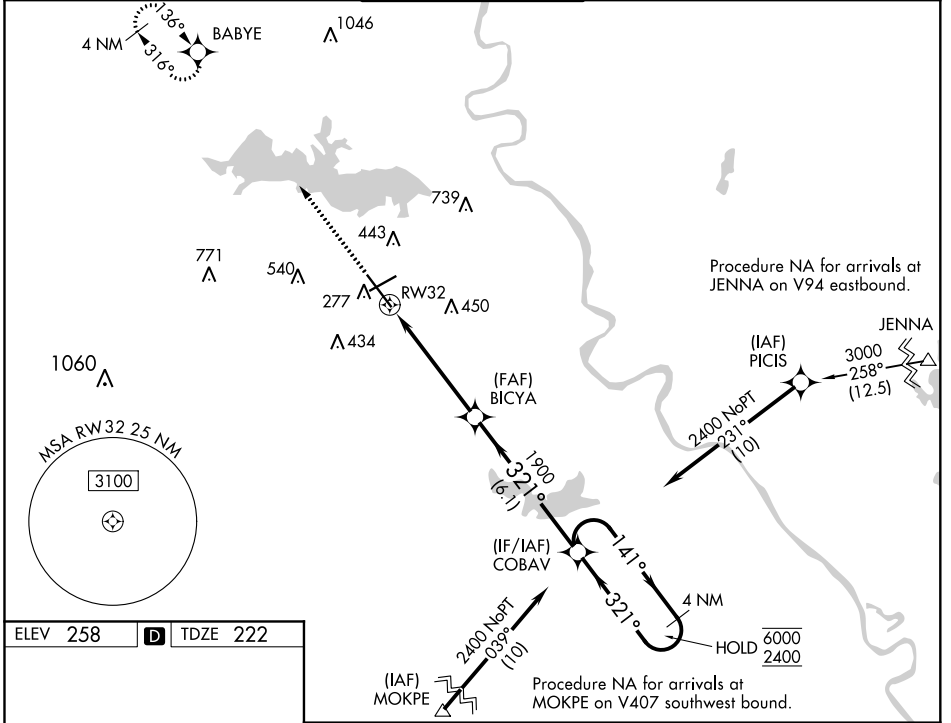 136°
BABYE
4 NM
316°
1046
739
443
771
540
277
RW32
450
434
1060
Procedure NA for arrivals at
JENNA on V94 eastbound.
JENNA
(IAF)
PICIS
3000
258°
(12.5)
2400 NoPT
231°
(10)
(FAF)
BICYA
1900
321°
(6.1)
MSA RW32 25 NM
3100
(IF/IAF)
COBAV
141°
321°
4 NM
HOLD
6000
2400
2400 NoPT
039°
(10)
(IAF)
MOKPE
Procedure NA for arrivals at
MOKPE on V407 southwest bound.
ELEV 258 D TDZE 222